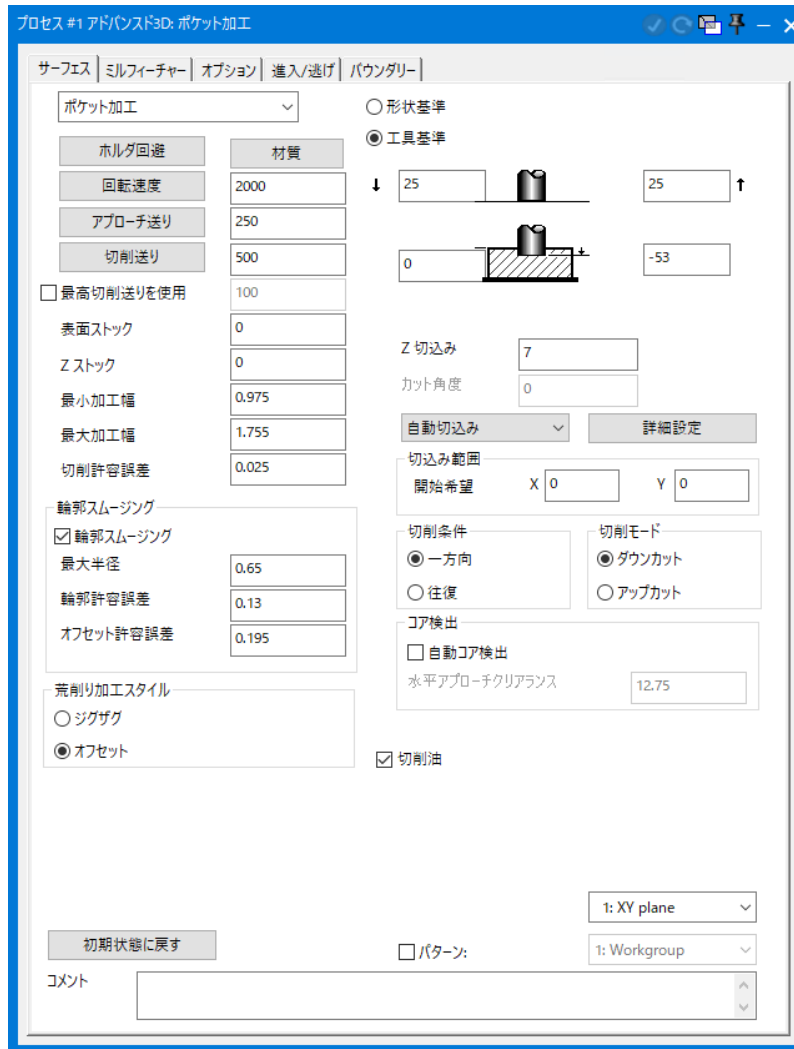 プロセス #1 アドバンスド3D: ポケット加工
サーフェス ミルフィーチャー オプション 進入/逃げ バウンダリー
ポケット加工
形状基準
工具基準
ホルダ回避 材質
回転速度 2000
アプローチ送り 250
切削送り 500
25 25
0 -53
最高切削送りを使用 100
表面ストック 0
Z ストック 0
最小加工幅 0.975
最大加工幅 1.755
切削許容誤差 0.025
Z 切込み 7
カット角度 0
自動切込み 詳細設定
切込み範囲
開始希望 X 0 Y 0
輪郭スムージング
輪郭スムージング
最大半径 0.65
輪郭許容誤差 0.13
オフセット許容誤差 0.195
切削条件
一方向
往復
切削モード
ダウンカット
アップカット
コア検出
自動コア検出
水平アプローチクリアランス 12.75
荒削り加工スタイル
ジグザグ
オフセット
切削油
1: XY plane
初期状態に戻す
パターン: 1: Workgroup
コメント